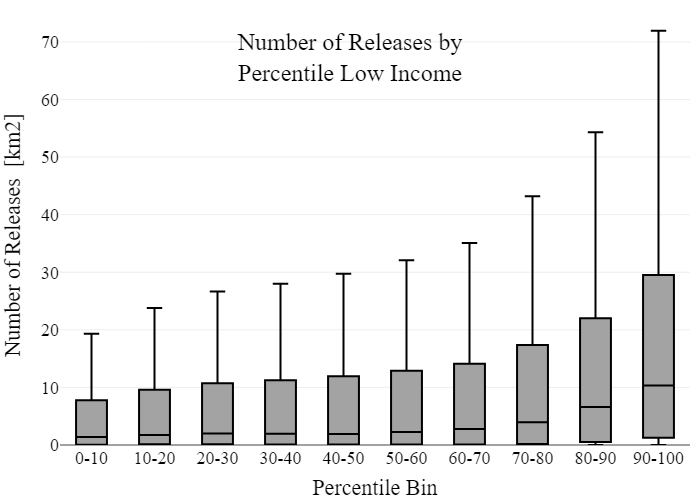 Number of Releases by
Percentile Low Income
Number of Releases [km2]
70
60
50
40
30
20
10
0
0-10 10-20 20-30 30-40 40-50 50-60 60-70 70-80 80-90 90-100
Percentile Bin